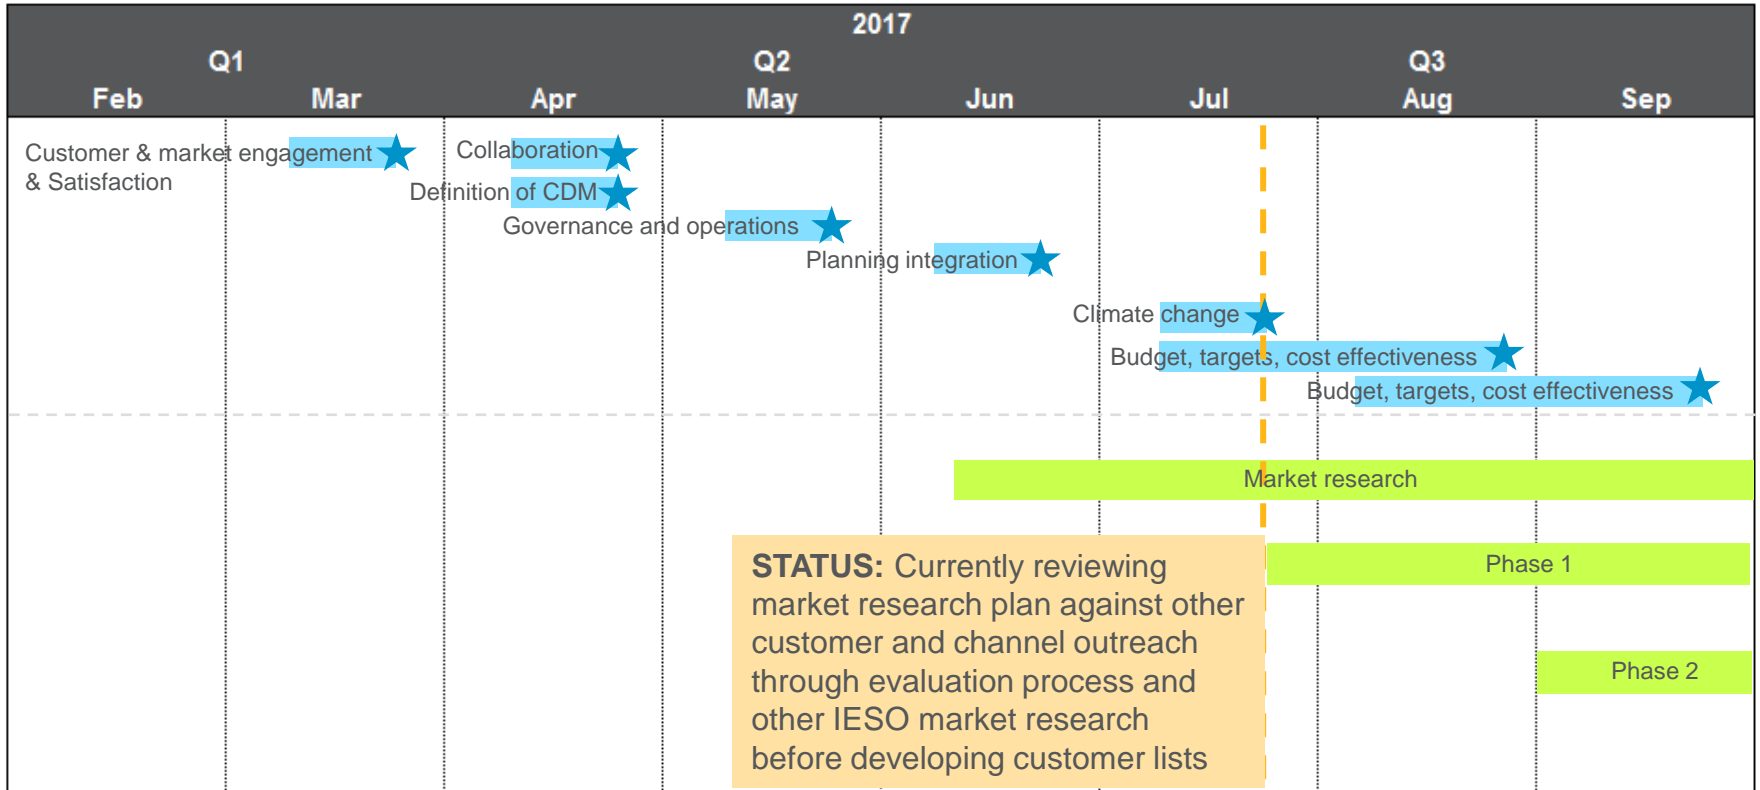 2017
Q1 Q2 Q3
Feb Mar Apr May Jun Jul Aug Sep
Customer & market engagement
& Satisfaction
Collaboration
Definition of CDM
Governance and operations
Planning integration
Climate change
Budget, targets, cost effectiveness
Budget, targets, cost effectiveness
Market research
Phase 1
Phase 2
STATUS: Currently reviewing
market research plan against other
customer and channel outreach
through evaluation process and
other IESO market research
before developing customer lists